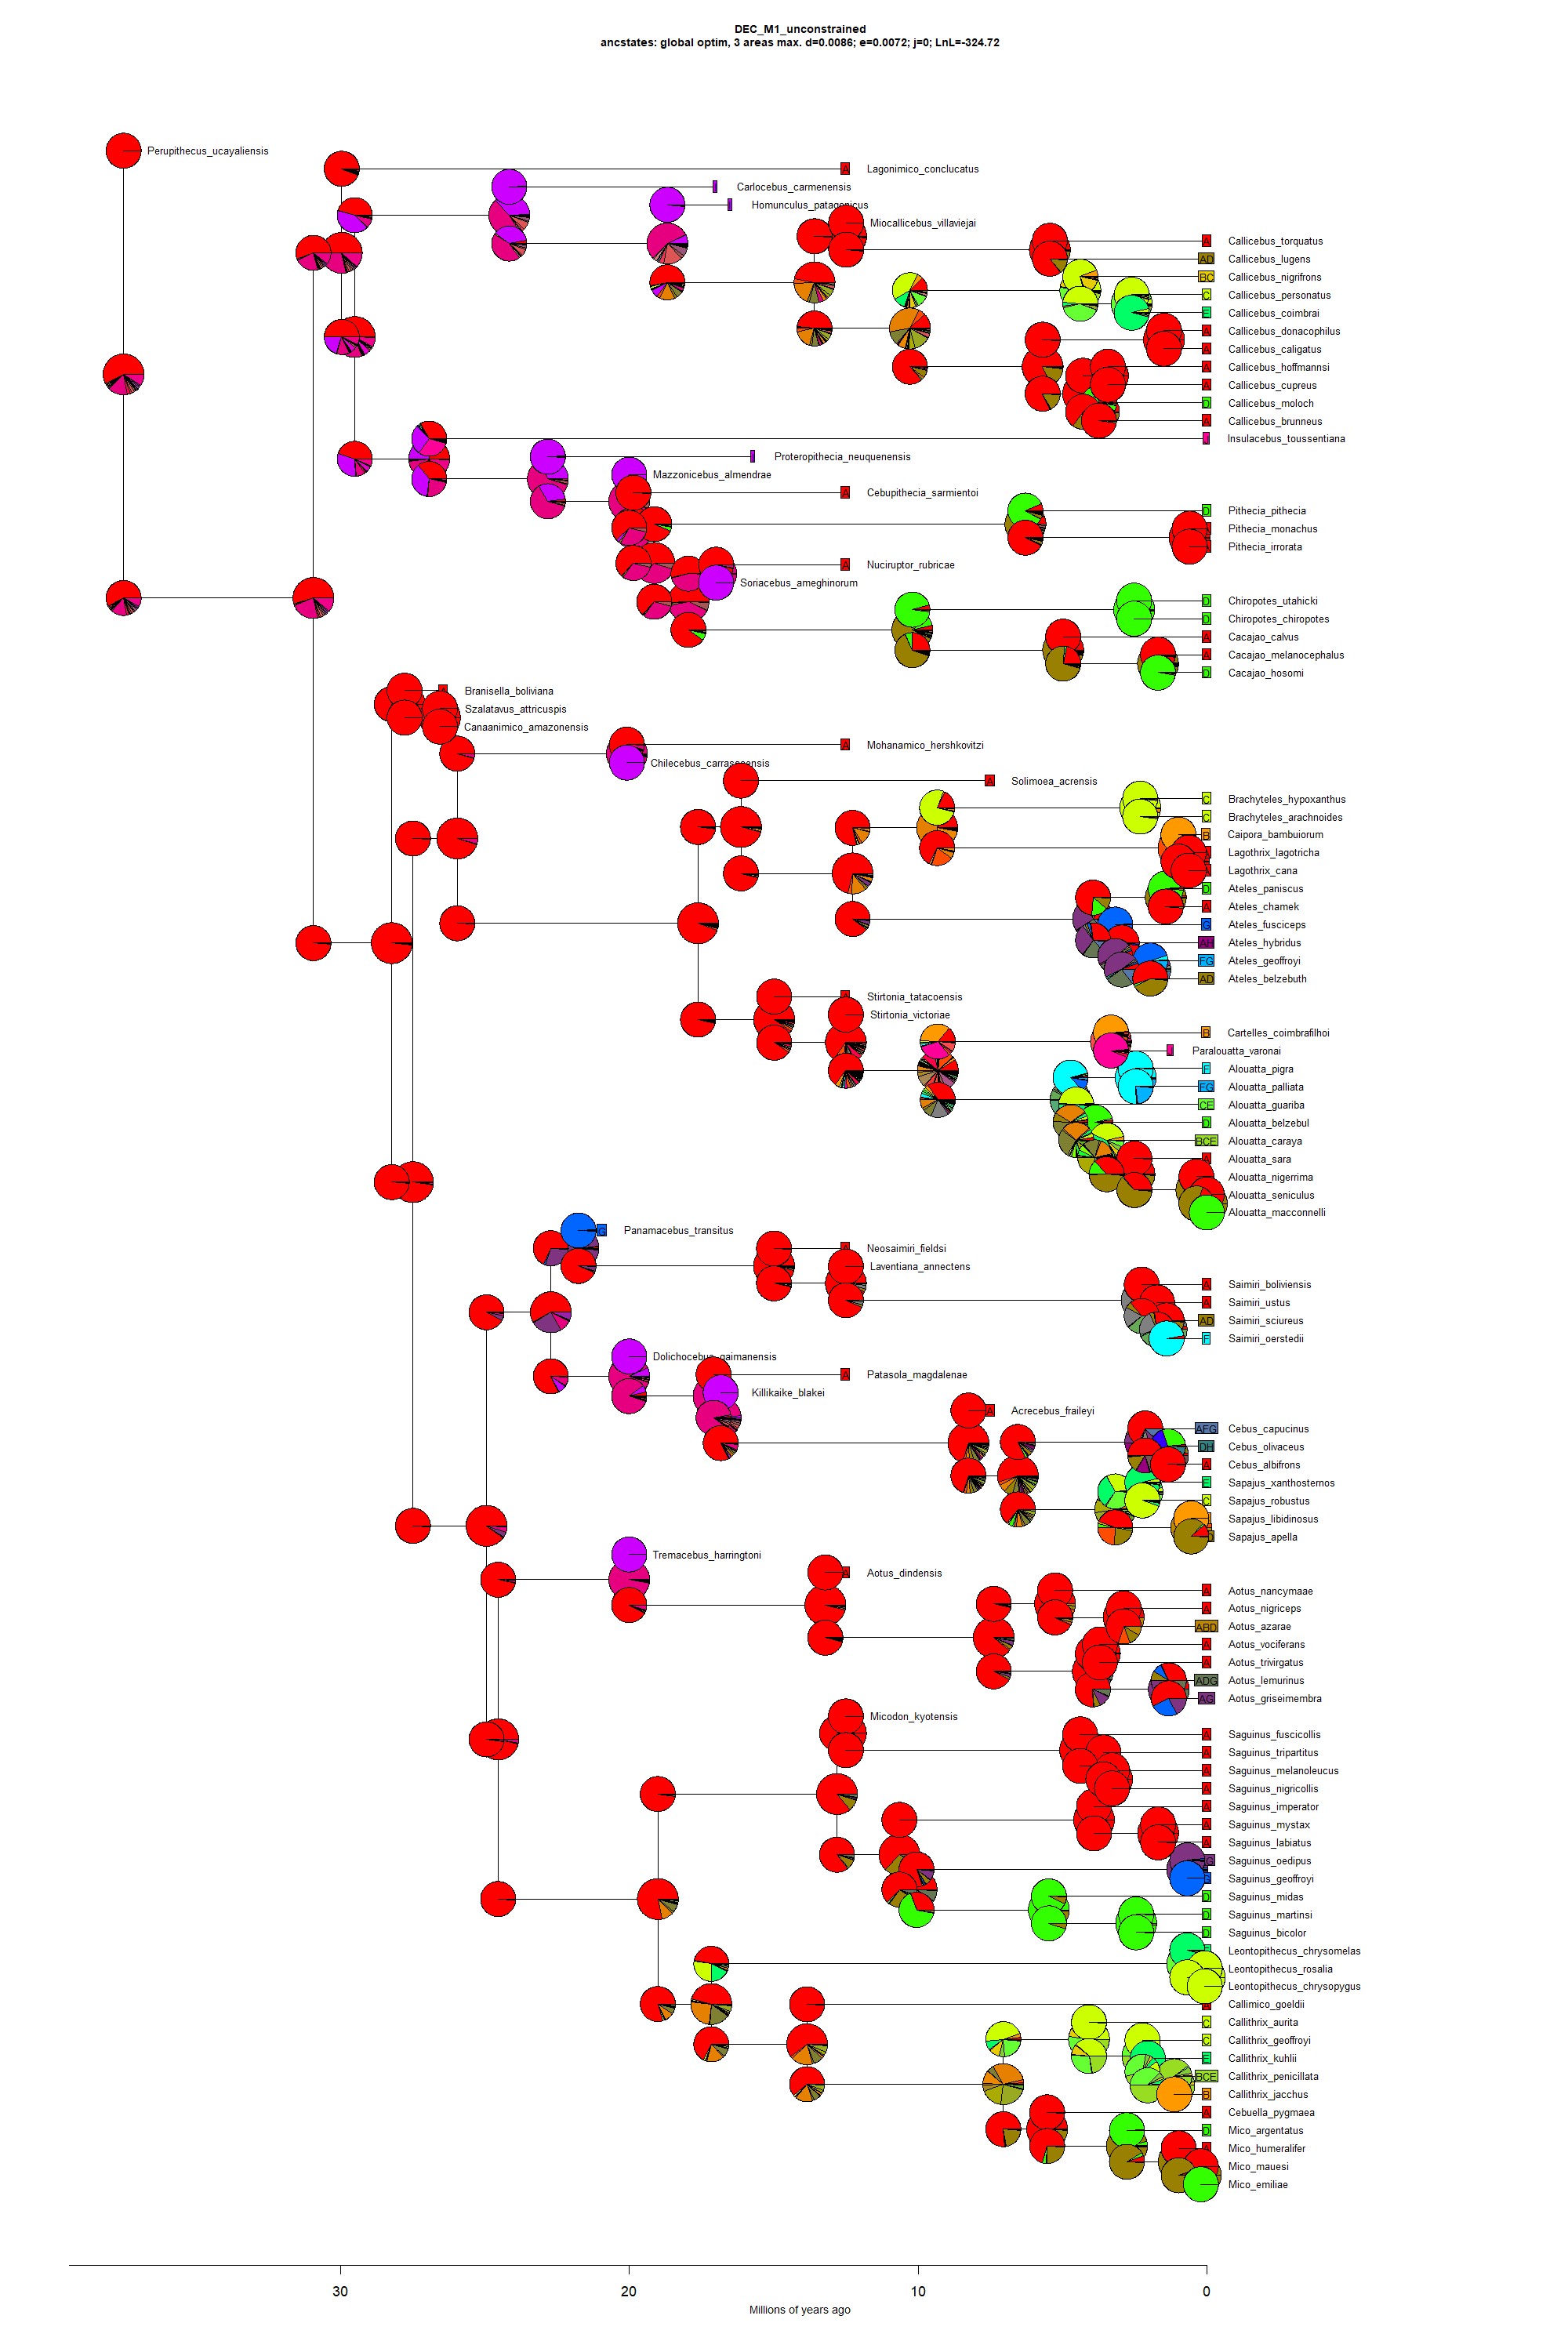 DEC_M1_unconstrained
ancstates: global optim, 3 areas max. d=0.0086; e=0.0072; j=0; LnL=-324.72
Perupithecus_ucayaliensis
A Lagonimico_conclucatus
Carlocebus_carmenensis
Homunculus_patagonicus
Miocallicebus_villaviejai
A Callicebus_torquatus
AD Callicebus_lugens
BC Callicebus_nigrifrons
C Callicebus_personatus
E Callicebus_coimbrai
A Callicebus_donacophilus
A Callicebus_caligatus
A Callicebus_hoffmannsi
A Callicebus_cupreus
D Callicebus_moloch
A Callicebus_brunneus
Insulacebus_toussentiana
Proteropithecia_neuquenensis
Mazzonicebus_almendrae
A Cebupithecia_sarmientoi
D Pithecia_pithecia
Pithecia_monachus
Pithecia_irrorata
A Nuciruptor_rubricae
Soriacebus_ameghinorum
D Chiropotes_utahicki
D Chiropotes_chiropotes
A Cacajao_calvus
A Cacajao_melanocephalus
D Cacajao_hosomi
A Branisella_boliviana
Szalatavus_attricuspis
Canaanimico_amazonensis
A Mohanamico_hershkovitzi
Chilecebus_carrascoensis
A Solimoea_acrensis
C Brachyteles_hypoxanthus
C Brachyteles_arachnoides
B Caipora_bambuiorum
Lagothrix_lagotricha
Lagothrix_cana
D Ateles_paniscus
A Ateles_chamek
G Ateles_fusciceps
AH Ateles_hybridus
FG Ateles_geoffroyi
AD Ateles_belzebuth
A Stirtonia_tatacoensis
Stirtonia_victoriae
B Cartelles_coimbrafilhoi
Paralouatta_varonai
F Alouatta_pigra
FG Alouatta_palliata
CE Alouatta_guariba
D Alouatta_belzebul
BCE Alouatta_caraya
A Alouatta_sara
Alouatta_nigerrima
Alouatta_seniculus
Alouatta_macconnelli
G Panamacebus_transitus
A Neosaimiri_fieldsi
Laventiana_annectens
A Saimiri_boliviensis
A Saimiri_ustus
AD Saimiri_sciureus
F Saimiri_oerstedii
Dolichocebus_gaimanensis
A Patasola_magdalenae
Killikaike_blakei
A Acrecebus_fraileyi
AFG Cebus_capucinus
DH Cebus_olivaceus
A Cebus_albifrons
E Sapajus_xanthosternos
C Sapajus_robustus
Sapajus_libidinosus
Sapajus_apella
Tremacebus_harringtoni
A Aotus_dindensis
A Aotus_nancymaae
A Aotus_nigriceps
ABD Aotus_azarae
A Aotus_vociferans
A Aotus_trivirgatus
ADG Aotus_lemurinus
AG Aotus_griseimembra
Micodon_kyotensis
A Saguinus_fuscicollis
A Saguinus_tripartitus
A Saguinus_melanoleucus
A Saguinus_nigricollis
A Saguinus_imperator
A Saguinus_mystax
A Saguinus_labiatus
G Saguinus_oedipus
G Saguinus_geoffroyi
D Saguinus_midas
D Saguinus_martinsi
D Saguinus_bicolor
Leontopithecus_chrysomelas
Leontopithecus_rosalia
Leontopithecus_chrysopygus
A Callimico_goeldii
C Callithrix_aurita
C Callithrix_geoffroyi
E Callithrix_kuhlii
BCE Callithrix_penicillata
B Callithrix_jacchus
A Cebuella_pygmaea
D Mico_argentatus
A Mico_humeralifer
Mico_mauesi
Mico_emiliae
30 20 10 0
Millions of years ago